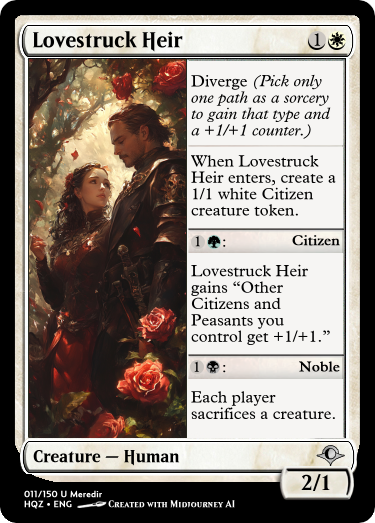 Lovestruck Heir 1
Diverge (Pick only
one path as a sorcery
to gain that type and
a +1/+1 counter.)
When Lovestruck
Heir enters, create a
1/1 white Citizen
creature token.
1 : Citizen
Lovestruck Heir
gains “Other
Citizens and
Peasants you
control get +1/+1.”
1 : Noble
Each player
sacrifices a creature.
Creature — Human
2/1
011/150 U Meredir
HQZ • ENG Created with Midjourney AI